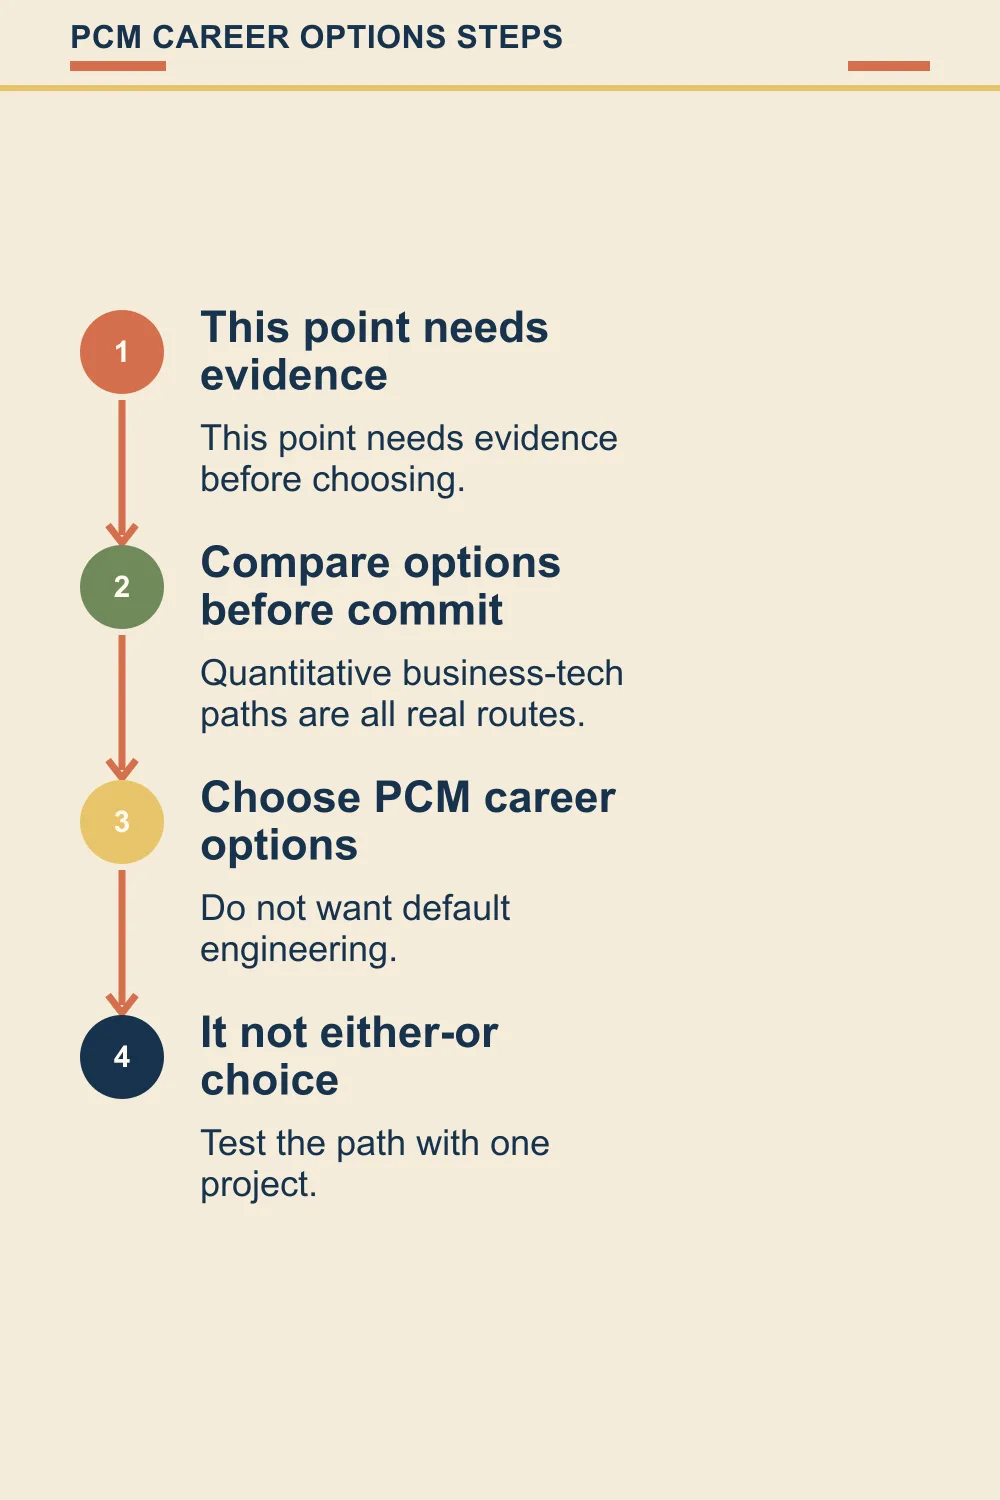 PCM CAREER OPTIONS STEPS
1
This point needs
evidence
This point needs evidence
before choosing.
2
Compare options
before commit
Quantitative business-tech
paths are all real routes.
3
Choose PCM career
options
Do not want default
engineering.
4
It not either-or
choice
Test the path with one
project.